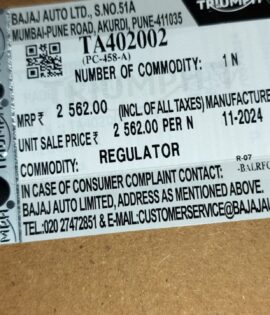 BAJAJ AUTO LTD., S.NO.51A
MUMBAI-PUNE ROAD, AKURDI, PUNE-411035
TRIUMPH
TA402002
(PC-458-A)
NUMBER OF COMMODITY: 1 N
MRP ₹ 2 562.00 (INCL.OF ALL TAXES) MANUFACTURE
UNIT SALE PRICE ₹ 2 562.00 PER N 11-2024
COMMODITY: REGULATOR
R-07
IN CASE OF CONSUMER COMPLAINT CONTACT:
BAJAJ AUTO LIMITED, ADDRESS AS MENTIONED ABOVE.
TEL:020 27472851 & E-MAIL:CUSTOMERSERVICE@BAJAJA